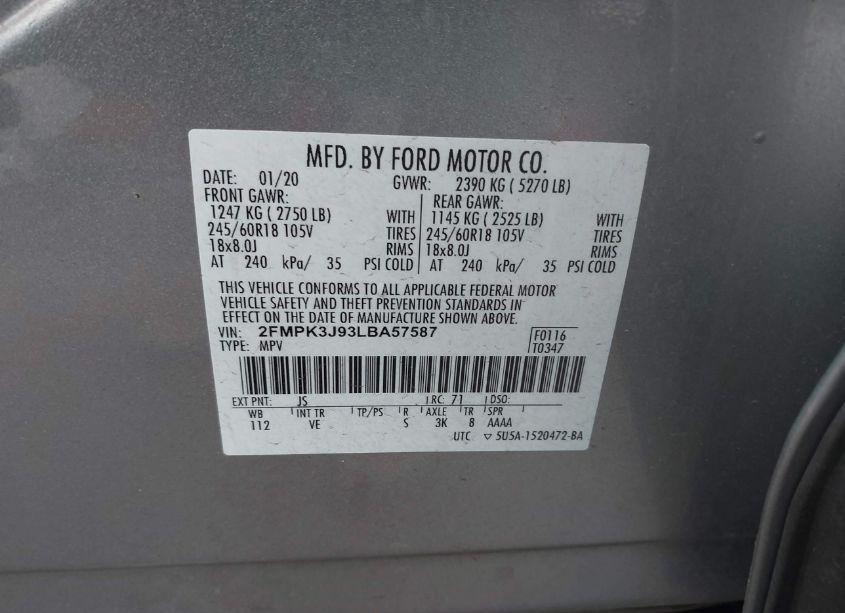 MFD. BY FORD MOTOR CO.
DATE: 01/20 GVWR: 2390 KG ( 5270 LB)
FRONT GAWR: REAR GAWR:
1247 KG ( 2750 LB) WITH 1145 KG ( 2525 LB) WITH
245/60R18 105V TIRES 245/60R18 105V TIRES
18x8.0J RIMS 18x8.0J RIMS
AT 240 kPa/ 35 PSI COLD AT 240 kPa/ 35 PSI COLD
THIS VEHICLE CONFORMS TO ALL APPLICABLE FEDERAL MOTOR
VEHICLE SAFETY AND THEFT PREVENTION STANDARDS IN
EFFECT ON THE DATE OF MANUFACTURE SHOWN ABOVE.
VIN: 2FMPK3J93LBA57587 F0116
TYPE: MPV T0347
EXT PNT: JS RC: 71 DSO:
WB INT TR TP/PS R AXLE TR SPR
112 VE S 3K 8 AAAA
UTC ▽ 5U5A-1520472-BA